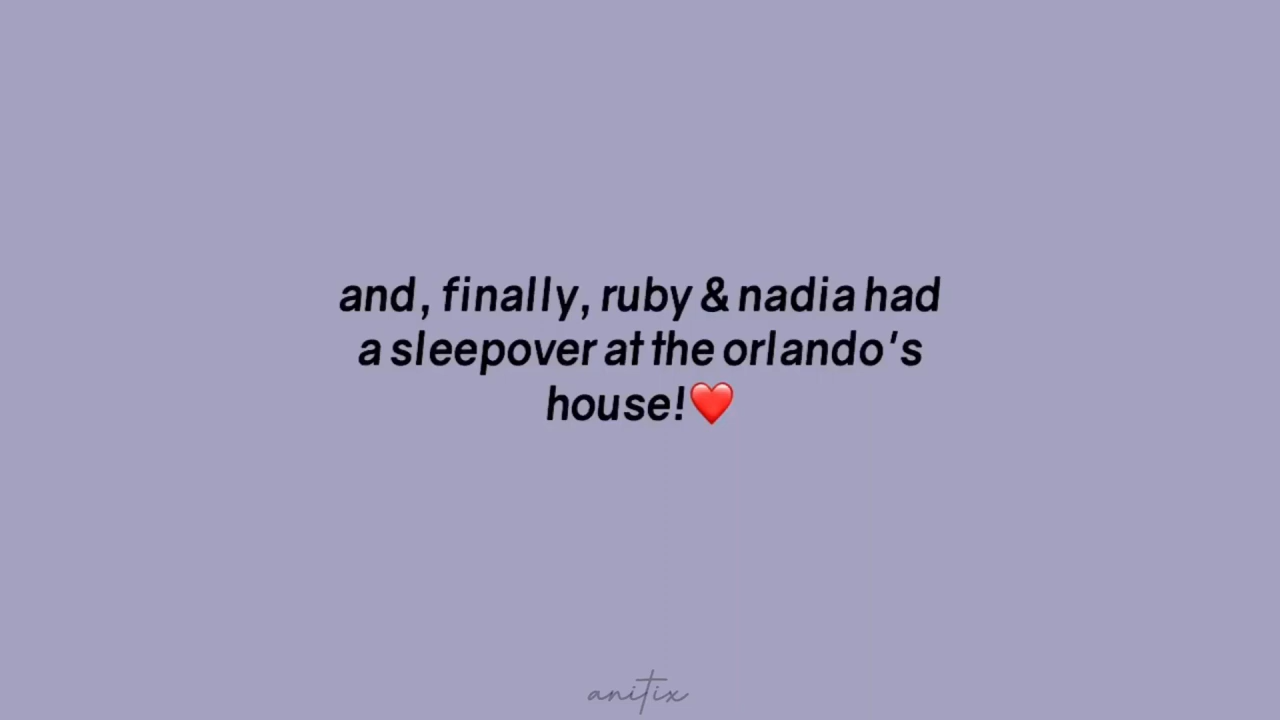 and, finally, ruby & nadia had
a sleepover at the orlando's
house!❤️
anitix